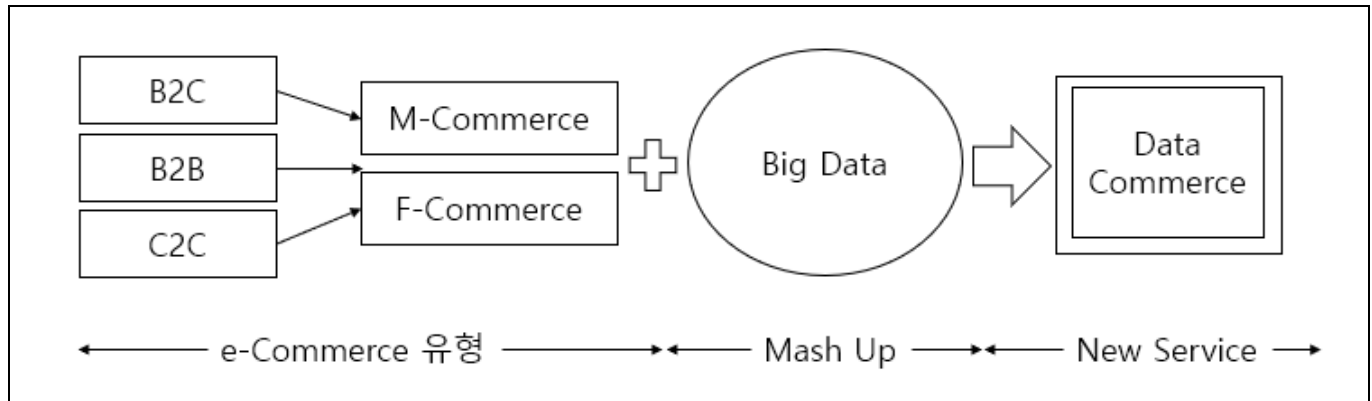 B2C
B2B
C2C
M-Commerce
F-Commerce
Big Data
Data
Commerce
e-Commerce 유형
Mash Up
New Service